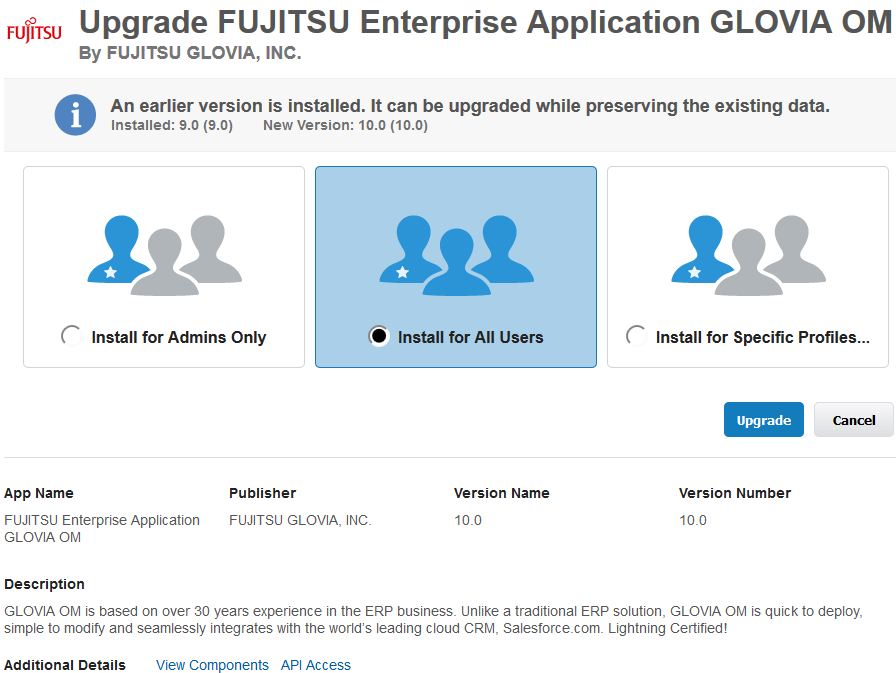 FUJITSU
Upgrade FUJITSU Enterprise Application GLOVIA OM
By FUJITSU GLOVIA, INC.
i
An earlier version is installed. It can be upgraded while preserving the existing data.
Installed: 9.0 (9.0) New Version: 10.0 (10.0)
Install for Admins Only
Install for All Users
Install for Specific Profiles...
Upgrade Cancel
App Name Publisher Version Name Version Number
FUJITSU Enterprise Application FUJITSU GLOVIA, INC. 10.0 10.0
GLOVIA OM
Description
GLOVIA OM is based on over 30 years experience in the ERP business. Unlike a traditional ERP solution, GLOVIA OM is quick to deploy,
simple to modify and seamlessly integrates with the world's leading cloud CRM, Salesforce.com. Lightning Certified!
Additional Details View Components API Access